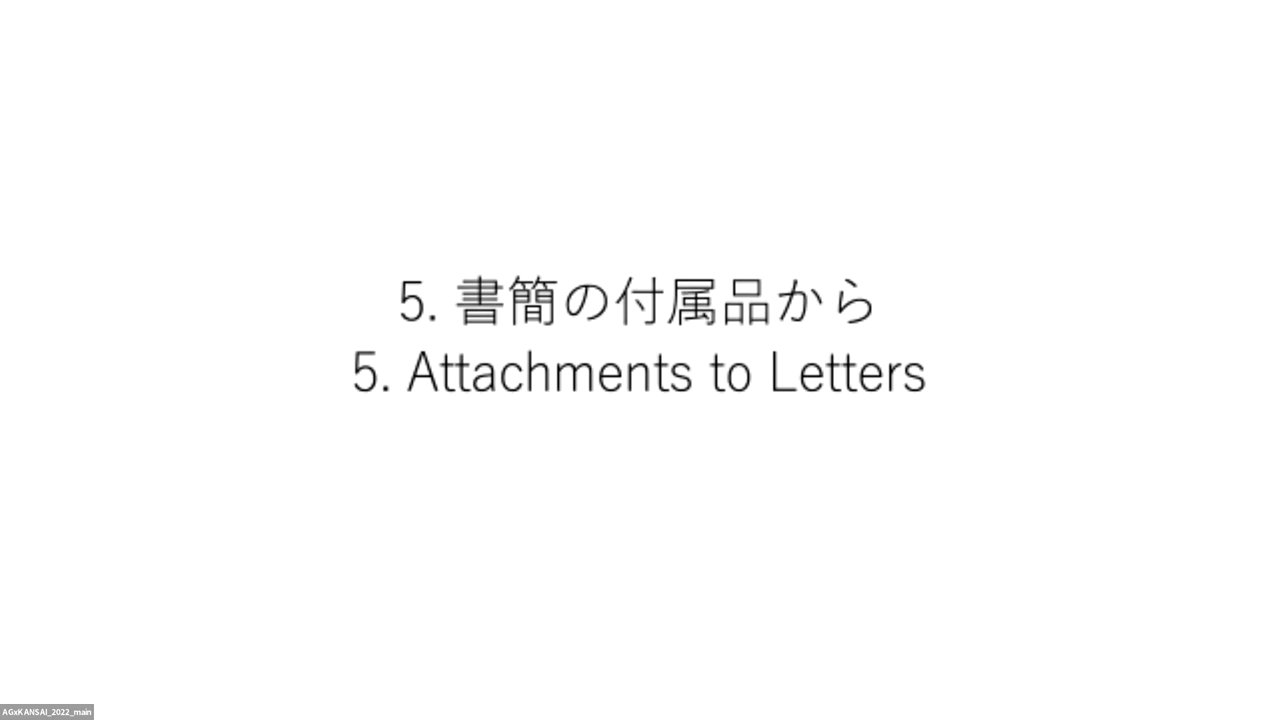 5. 書簡の付属品から
5. Attachments to Letters
AGxKANSAI_2022_main